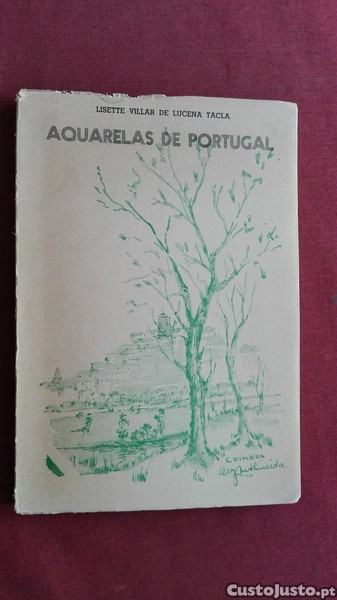 LISETTE VILLAR DE LUCENA TACLA
AQUARELAS DE PORTUGAL
COIMBRA
CustoJusto.pt